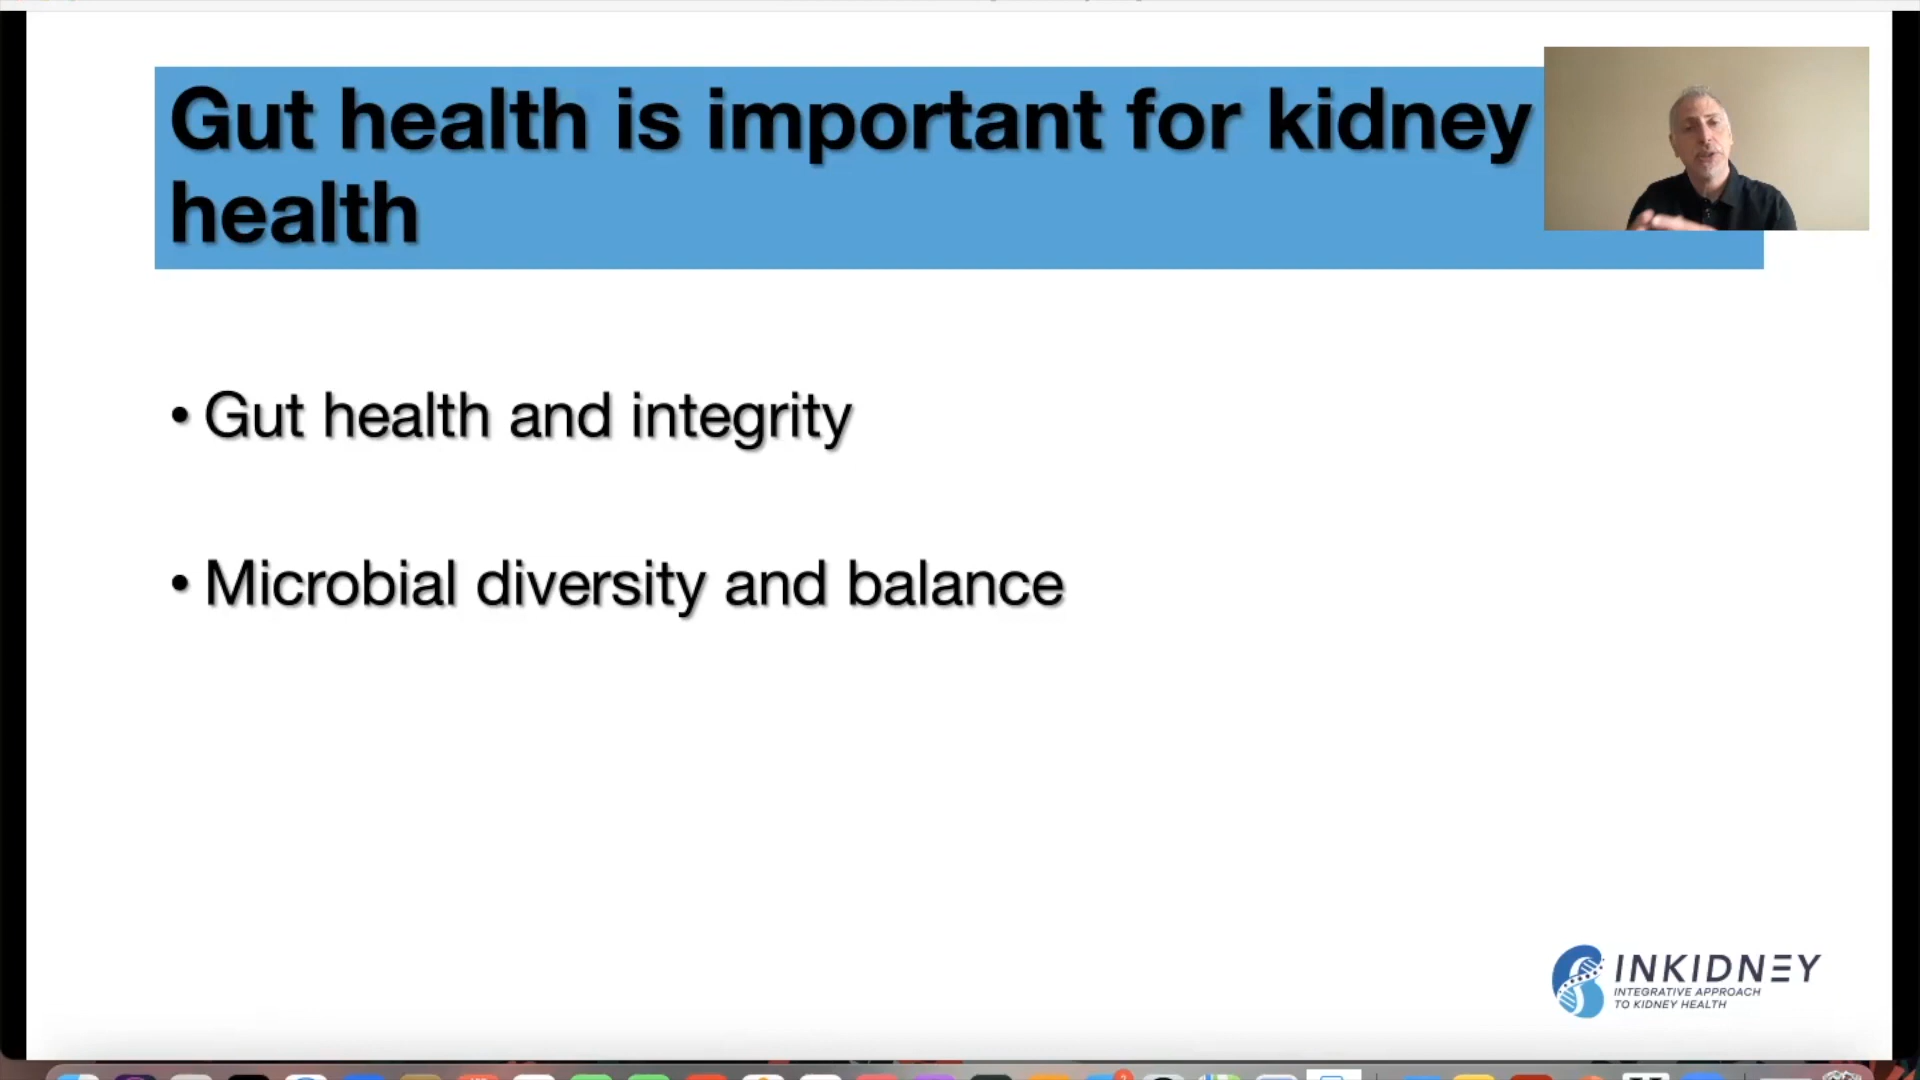 Gut health is important for kidney
health
• Gut health and integrity
• Microbial diversity and balance
INKIDNEY
INTEGRATIVE APPROACH
TO KIDNEY HEALTH